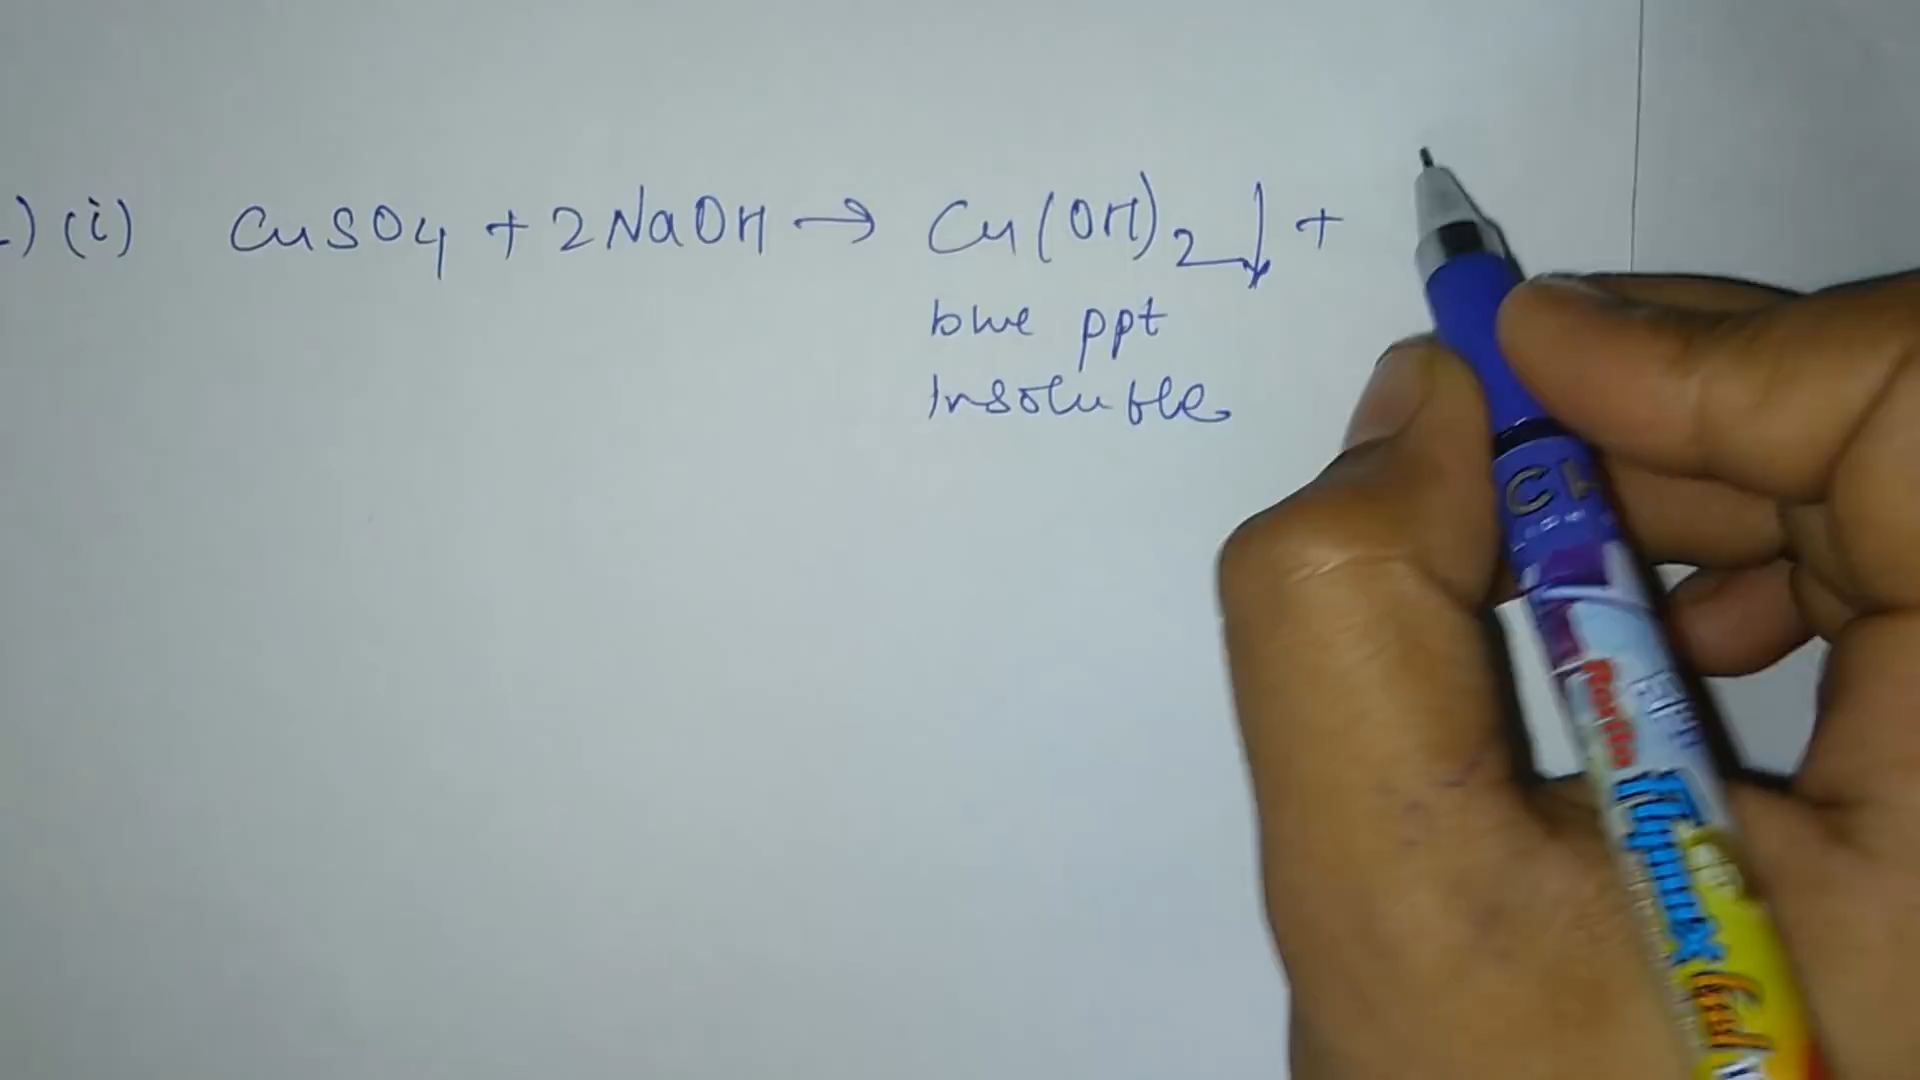 -) (i) CuSO4 + 2NaOH → Cu(OH)2↓ +
blue ppt
Insoluble